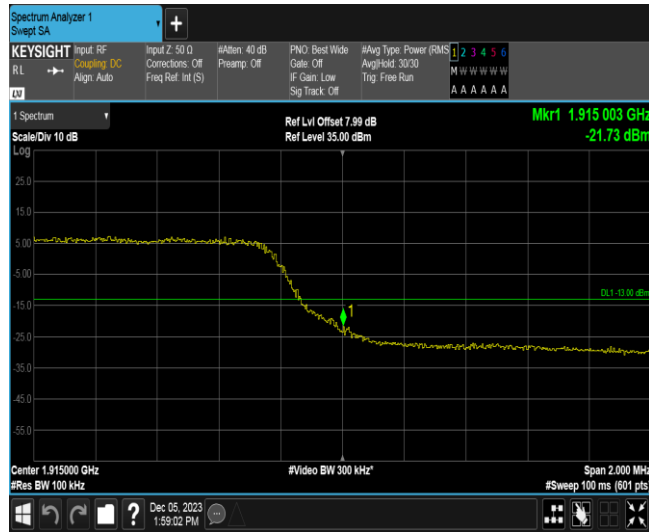 Spectrum Analyzer 1
Swept SA
KEYSIGHT
RL
LXI
Input: RF
Coupling: DC
Align: Auto
Input Z: 50 Ω
Corrections: Off
Freq Ref: Int (S)
#Atten: 40 dB
Preamp: Off
PNO: Best Wide
Gate: Off
IF Gain: Low
Sig Track: Off
#Avg Type: Power (RMS
Avg|Hold: 30/30
Trig: Free Run
1 2 3 4 5 6
M W W W W W
A A A A A A
1 Spectrum
Scale/Div 10 dB
Log
Ref Lvl Offset 7.99 dB
Ref Level 35.00 dBm
Mkr1 1.915 003 GHz
-21.73 dBm
25.0
15.0
5.00
-5.00
DL1 -13.00 dBm
-15.0
1
-25.0
-35.0
-45.0
-55.0
Center 1.915000 GHz
#Res BW 100 kHz
#Video BW 300 kHz*
Span 2.000 MHz
#Sweep 100 ms (601 pts)
?
Dec 05, 2023
1:59:02 PM